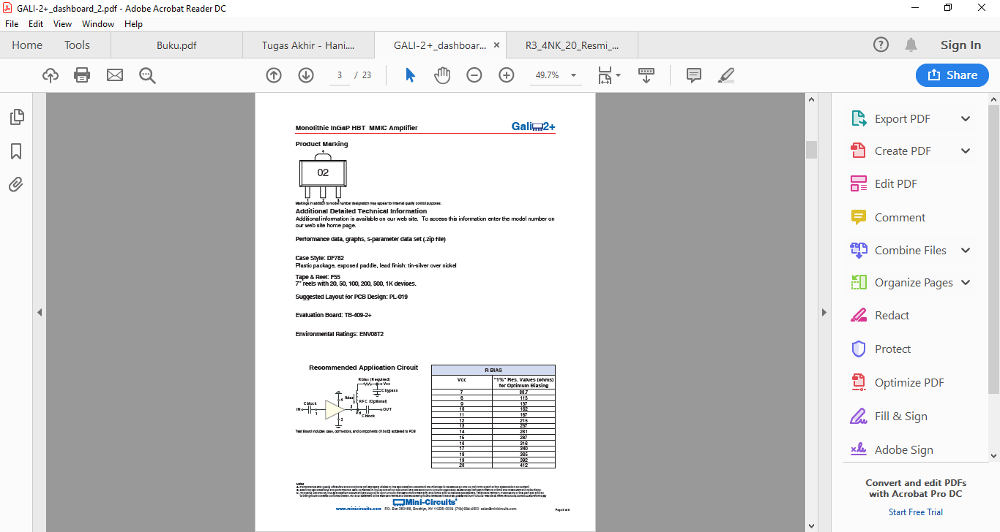 GALI-2+_dashboard_2.pdf - Adobe Acrobat Reader DC
File Edit View Window Help
Home Tools Buku.pdf Tugas Akhir - Hani.... GALI-2+_dashboar... × R3_4NK_20_Resmi_... Sign In
3 / 23 49.7% Share
Monolithic InGaP HBT MMIC Amplifier Gali 2+
Product Marking
4
02
1 2 3
Markings in addition to model number designation may appear for internal quality control purposes.
Additional Detailed Technical Information
Additional information is available on our web site. To access this information enter the model number on
our web site home page.
Performance data, graphs, s-parameter data set (.zip file)
Case Style: DF782
Plastic package, exposed paddle, lead finish: tin-silver over nickel
Tape & Reel: F55
7" reels with 20, 50, 100, 200, 500, 1K devices.
Suggested Layout for PCB Design: PL-019
Evaluation Board: TB-409-2+
Environmental Ratings: ENV08T2
Recommended Application Circuit
Rbias (Required)
Vcc
Cbypass
Ibias
RFC (Optional)
4
Cblock
IN
1
3
OUT
Vd
Cblock
2
Test Board includes case, connectors, and components (in bold) soldered to PCB
R BIAS
Vcc "1%" Res. Values (ohms)
for Optimum Biasing
7 88.7
8 113
9 137
10 162
11 187
12 215
13 237
14 261
15 287
16 316
17 340
18 365
19 392
20 412
Notes
Mini-Circuits®
www.minicircuits.com P.O. Box 350166, Brooklyn, NY 11235-0003 (718) 934-4500 sales@minicircuits.com
Export PDF
Create PDF
Edit PDF
Comment
Combine Files
Organize Pages
Redact
Protect
Optimize PDF
Fill & Sign
Adobe Sign
Convert and edit PDFs
with Acrobat Pro DC
Start Free Trial